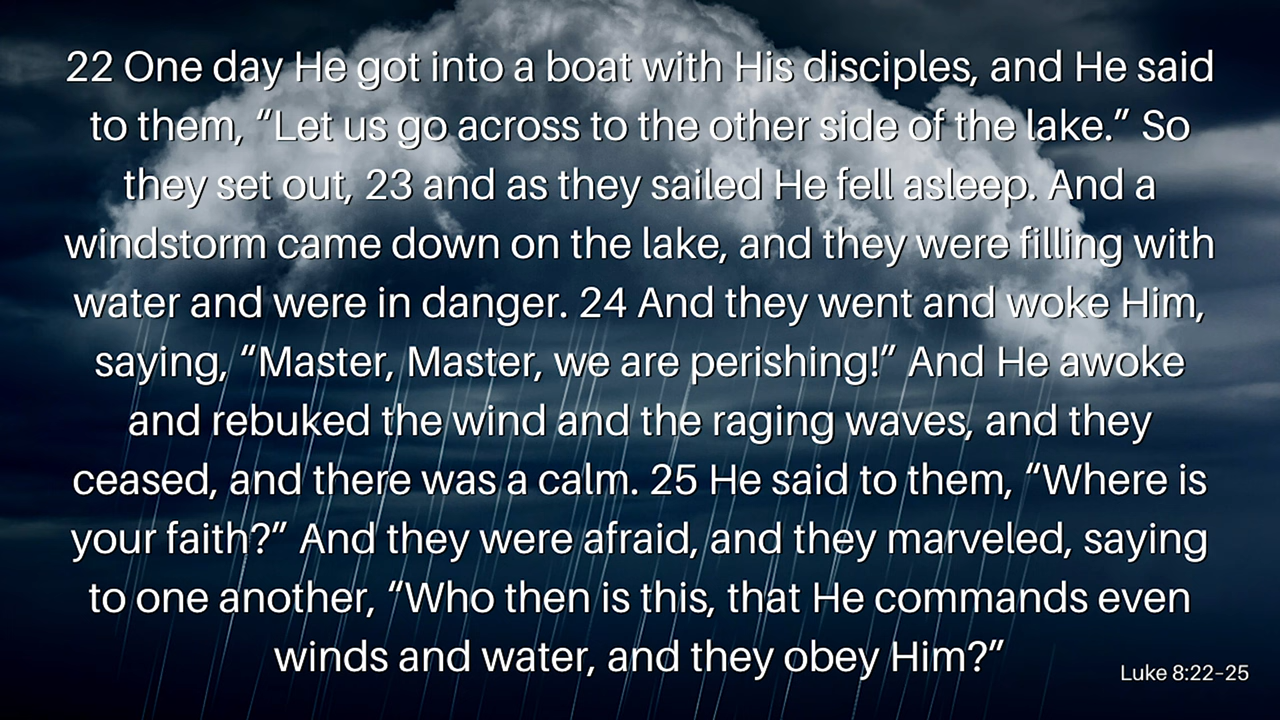 22 One day He got into a boat with His disciples, and He said
to them, “Let us go across to the other side of the lake.” So
they set out, 23 and as they sailed He fell asleep. And a
windstorm came down on the lake, and they were filling with
water and were in danger. 24 And they went and woke Him,
saying, “Master, Master, we are perishing!” And He awoke
and rebuked the wind and the raging waves, and they
ceased, and there was a calm. 25 He said to them, “Where is
your faith?” And they were afraid, and they marveled, saying
to one another, “Who then is this, that He commands even
winds and water, and they obey Him?”
Luke 8:22–25